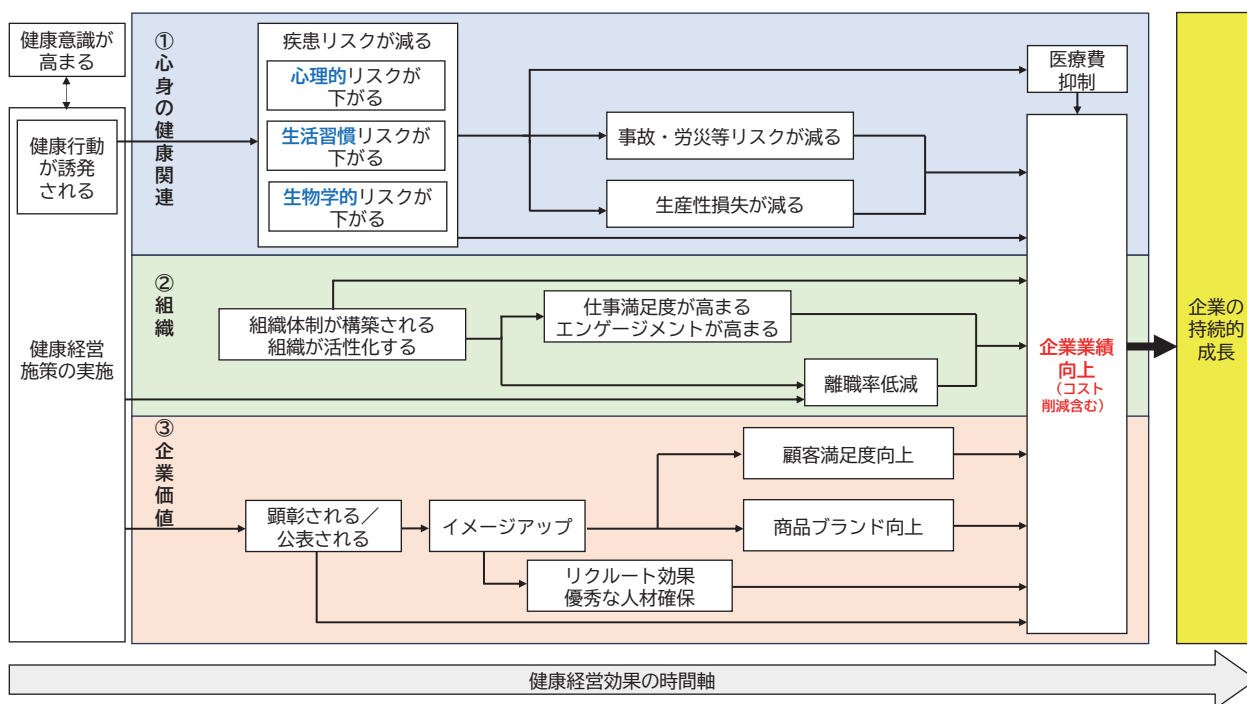 健康意識が
高まる
健康行動
が誘発
される
健康経営
施策の実施
①心身の健康関連
疾患リスクが減る
心理的リスクが
下がる
生活習慣リスクが
下がる
生物学的リスクが
下がる
事故・労災等リスクが減る
生産性損失が減る
医療費
抑制
②組織
組織体制が構築される
組織が活性化する
仕事満足度が高まる
エンゲージメントが高まる
離職率低減
③企業価値
顕彰される／
公表される
イメージアップ
顧客満足度向上
商品ブランド向上
リクルート効果
優秀な人材確保
企業業績
向上
（コスト
削減含む）
企業の
持続的
成長
健康経営効果の時間軸